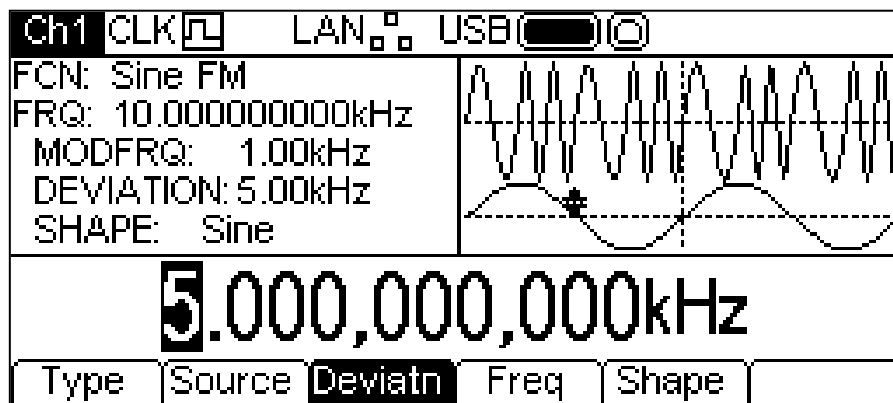 Ch1 CLK LAN USB
FCN: Sine FM
FRQ: 10.000000000kHz
MODFRQ: 1.00kHz
DEVIATION: 5.00kHz
SHAPE: Sine
5.000,000,000kHz
Type Source Deviatn Freq Shape